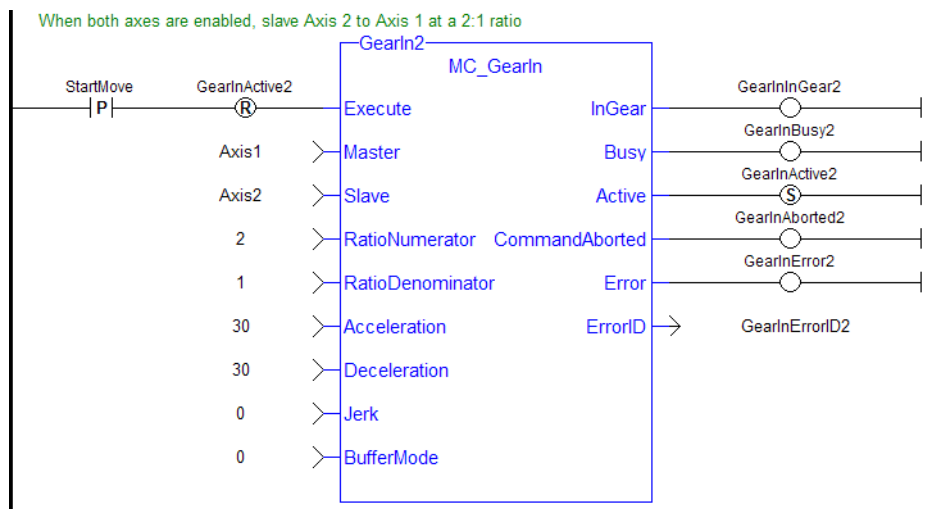 When both axes are enabled, slave Axis 2 to Axis 1 at a 2:1 ratio
GearIn2
MC_GearIn
StartMove GearInActive2 GearInInGear2
P R Execute InGear
GearInBusy2
Axis1 Master Busy
GearInActive2
Axis2 Slave Active S
GearInAborted2
2 RatioNumerator CommandAborted
GearInError2
1 RatioDenominator Error
30 Acceleration ErrorID GearInErrorID2
30 Deceleration
0 Jerk
0 BufferMode